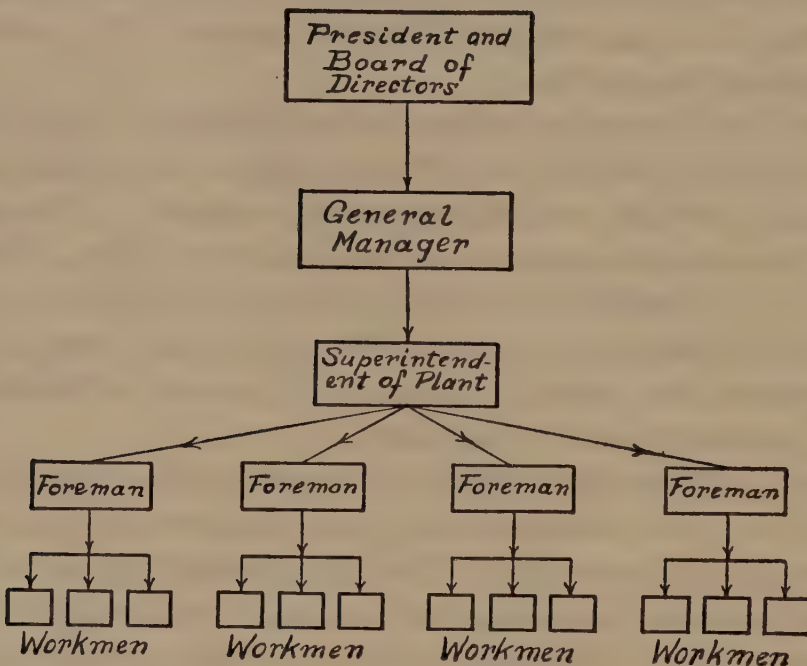 President and
Board of
Directors
General
Manager
Superintend-
ent of Plant
Foreman
Foremon
Foreman
Foreman
Workmen
Workmen
Workmen
Workmen